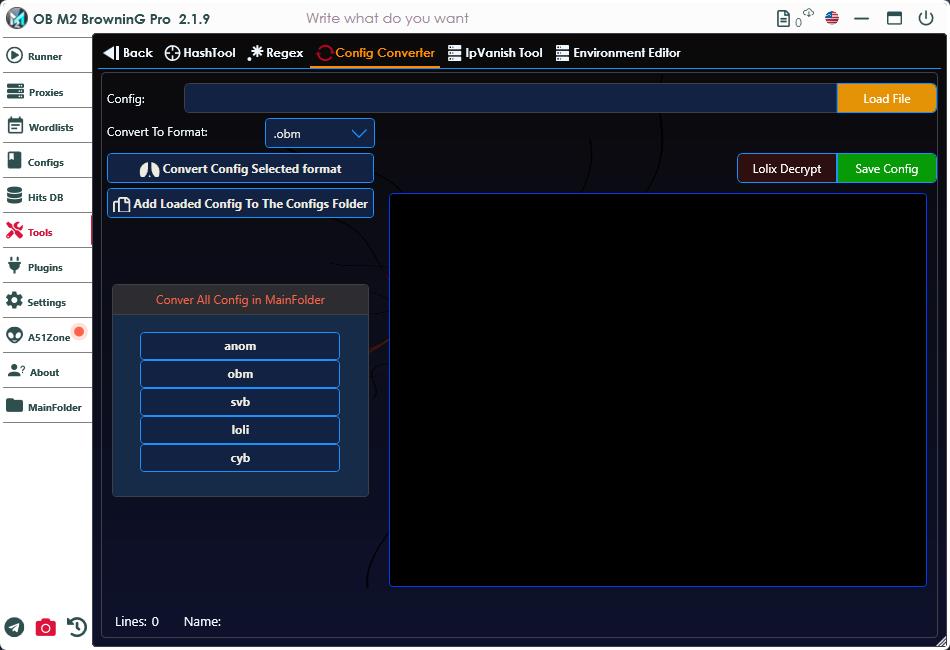 OB M2 BrowninG Pro 2.1.9
Write what do you want
0
Runner
Proxies
Wordlists
Configs
Hits DB
Tools
Plugins
Settings
A51Zone
About
MainFolder
Back
HashTool
Regex
Config Converter
IpVanish Tool
Environment Editor
Config:
Load File
Convert To Format:
.obm
Convert Config Selected format
Lolix Decrypt
Save Config
Add Loaded Config To The Configs Folder
Conver All Config in MainFolder
anom
obm
svb
loli
cyb
Lines: 0
Name: